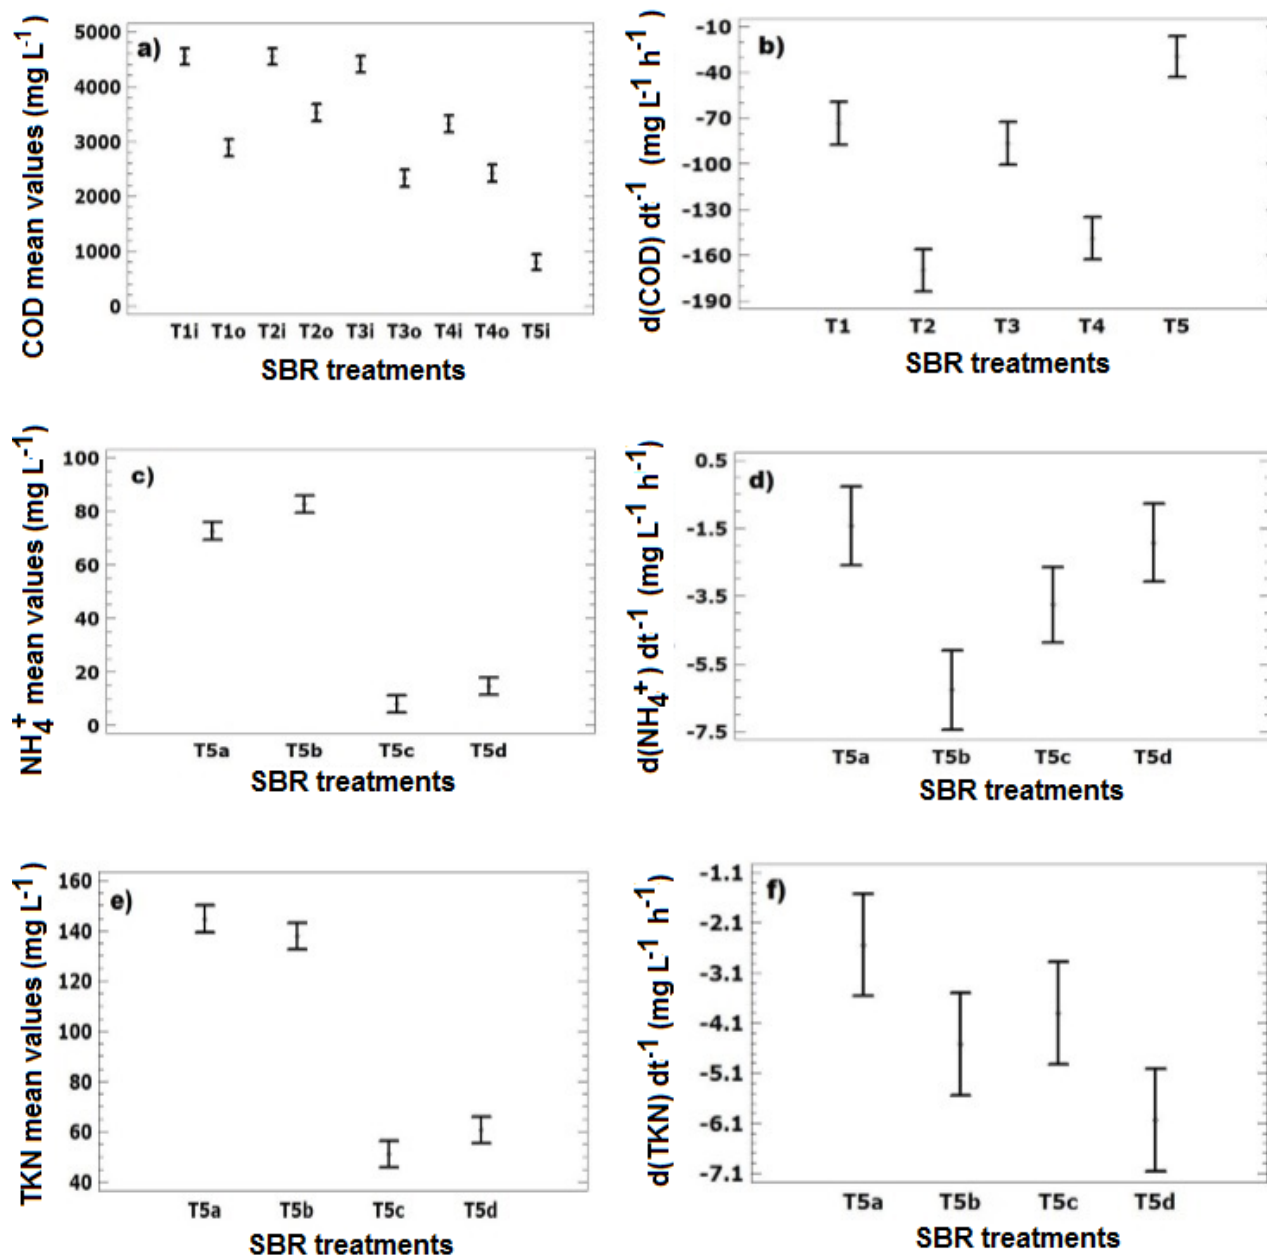 COD mean values (mg L-1)
a)
5000
4000
3000
2000
1000
0
T1i T1o T2i T2o T3i T3o T4i T4o T5i
SBR treatments
d(COD) dt-1 (mg L-1 h-1)
b)
-10
-40
-70
-100
-130
-160
-190
T1 T2 T3 T4 T5
SBR treatments
NH4+ mean values (mg L-1)
c)
100
80
60
40
20
0
T5a T5b T5c T5d
SBR treatments
d(NH4+) dt-1 (mg L-1 h-1)
d)
0.5
-1.5
-3.5
-5.5
-7.5
T5a T5b T5c T5d
SBR treatments
TKN mean values (mg L-1)
e)
160
140
120
100
80
60
40
T5a T5b T5c T5d
SBR treatments
d(TKN) dt-1 (mg L-1 h-1)
f)
-1.1
-2.1
-3.1
-4.1
-5.1
-6.1
-7.1
T5a T5b T5c T5d
SBR treatments